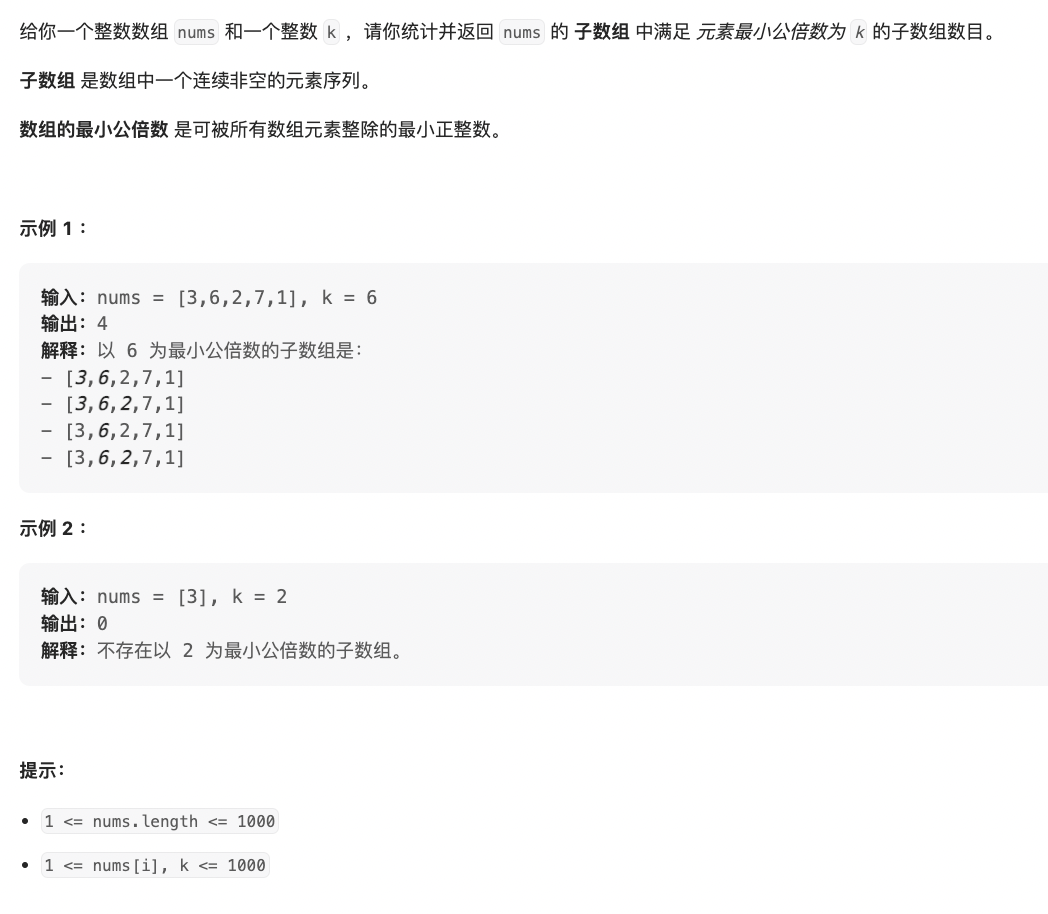 给你一个整数数组 nums 和一个整数 k ，请你统计并返回 nums 的 子数组 中满足 元素最小公倍数为 k 的子数组数目。
子数组 是数组中一个连续非空的元素序列。
数组的最小公倍数 是可被所有数组元素整除的最小正整数。
示例 1：
输入：nums = [3,6,2,7,1], k = 6
输出：4
解释：以 6 为最小公倍数的子数组是：
- [3,6,2,7,1]
- [3,6,2,7,1]
- [3,6,2,7,1]
- [3,6,2,7,1]
示例 2：
输入：nums = [3], k = 2
输出：0
解释：不存在以 2 为最小公倍数的子数组。
提示：
• 1 <= nums.length <= 1000
• 1 <= nums[i], k <= 1000